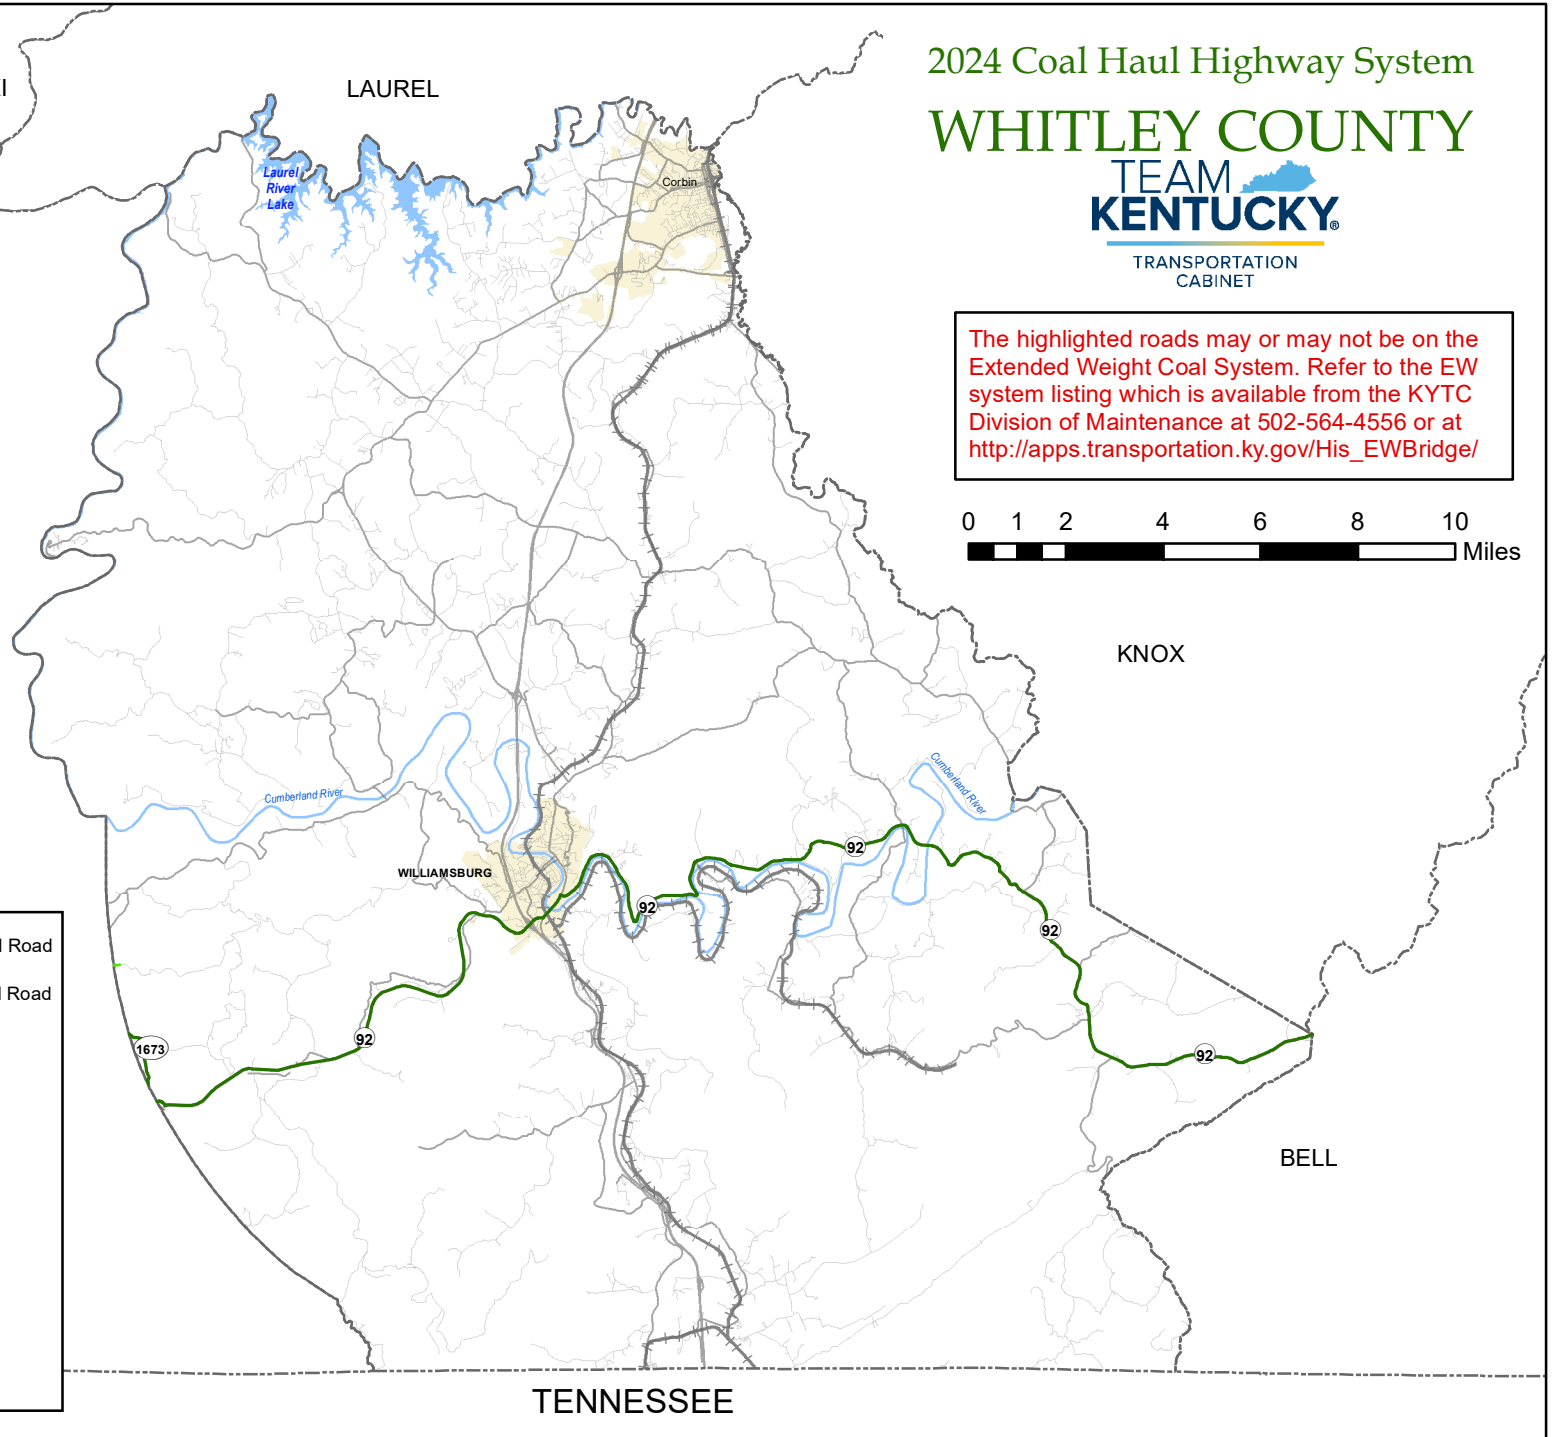 2024 Coal Haul Highway System
WHITLEY COUNTY
TEAM
KENTUCKY®
TRANSPORTATION
CABINET
The highlighted roads may or may not be on the
Extended Weight Coal System. Refer to the EW
system listing which is available from the KYTC
Division of Maintenance at 502-564-4556 or at
http://apps.transportation.ky.gov/His_EWBridge/
0 1 2 4 6 8 10
Miles
LAUREL
Laurel
River
Lake
Corbin
KNOX
Cumberland River
Cumberland River
WILLIAMSBURG
92
92
92
92
92
1673
Road
Road
BELL
TENNESSEE